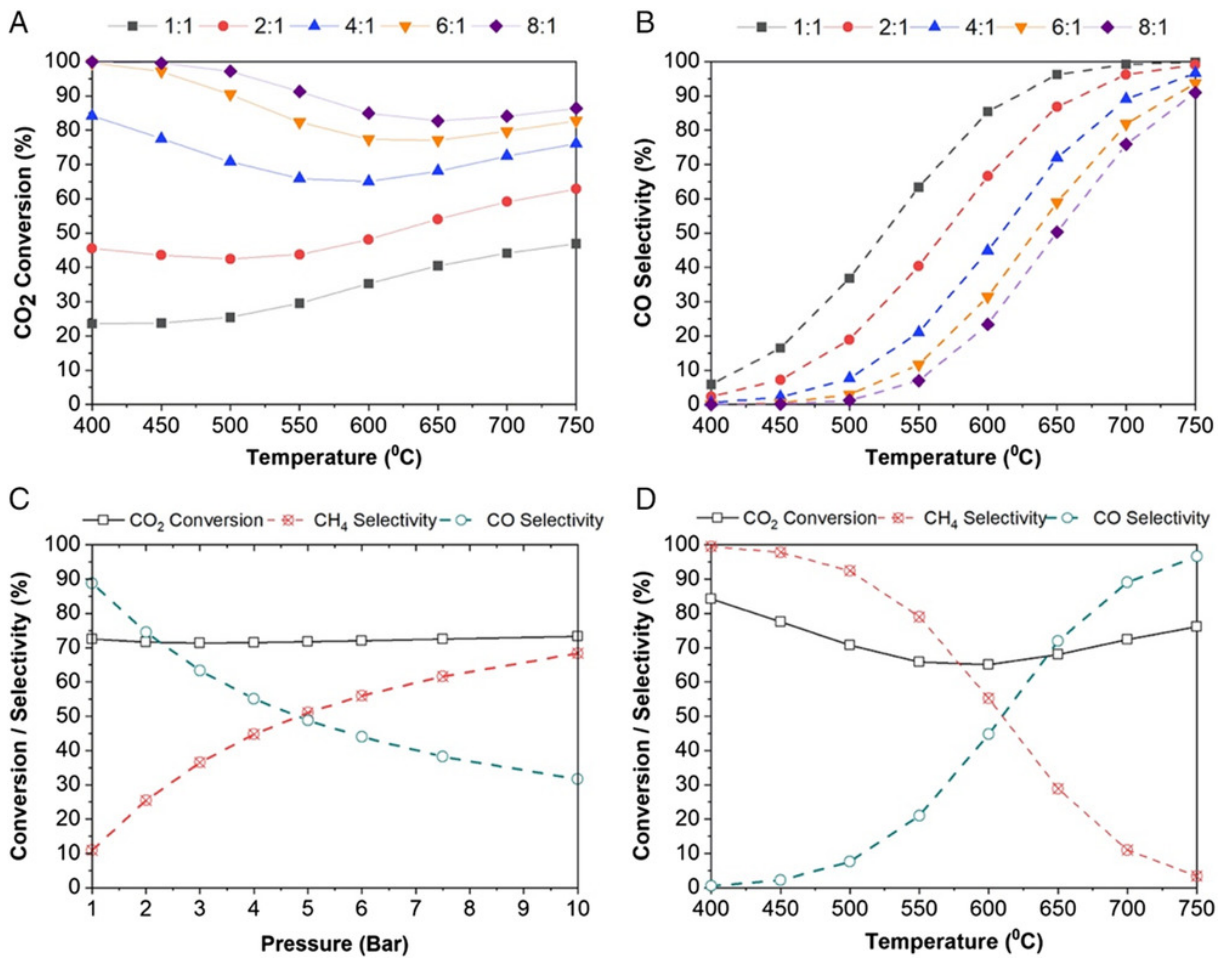 A
1:1 2:1 4:1 6:1 8:1
CO2 Conversion (%)
100
90
80
70
60
50
40
30
20
10
0
400 450 500 550 600 650 700 750
Temperature (⁰C)
B
1:1 2:1 4:1 6:1 8:1
CO Selectivity (%)
100
90
80
70
60
50
40
30
20
10
0
400 450 500 550 600 650 700 750
Temperature (⁰C)
C
CO2 Conversion CH4 Selectivity CO Selectivity
Conversion / Selectivity (%)
100
90
80
70
60
50
40
30
20
10
0
1 2 3 4 5 6 7 8 9 10
Pressure (Bar)
D
CO2 Conversion CH4 Selectivity CO Selectivity
Conversion / Selectivity (%)
100
90
80
70
60
50
40
30
20
10
0
400 450 500 550 600 650 700 750
Temperature (⁰C)